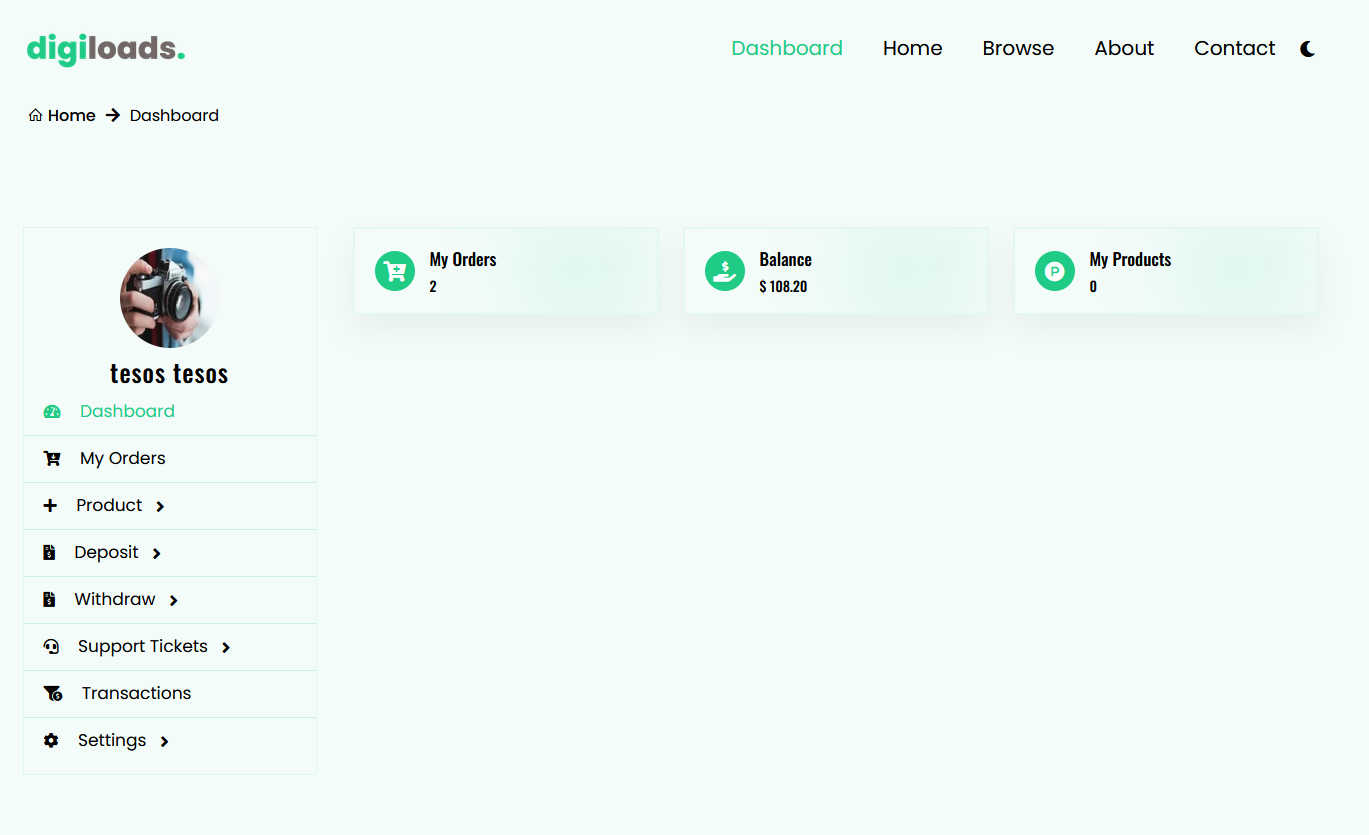 digiloads.
Dashboard Home Browse About Contact
Home Dashboard
tesos tesos
Dashboard
My Orders
Product
Deposit
Withdraw
Support Tickets
Transactions
Settings
My Orders
2
Balance
$ 108.20
My Products
0